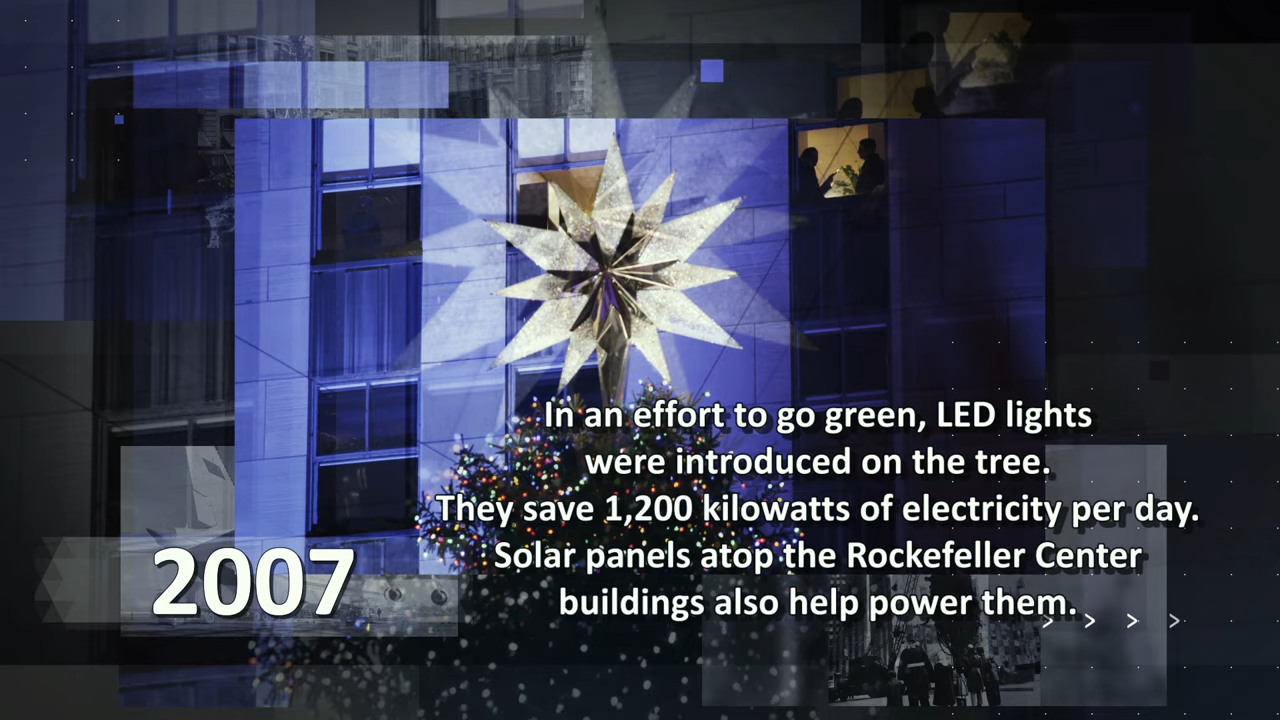 In an effort to go green, LED lights
were introduced on the tree.
They save 1,200 kilowatts of electricity per day.
Solar panels atop the Rockefeller Center
buildings also help power them.
2007